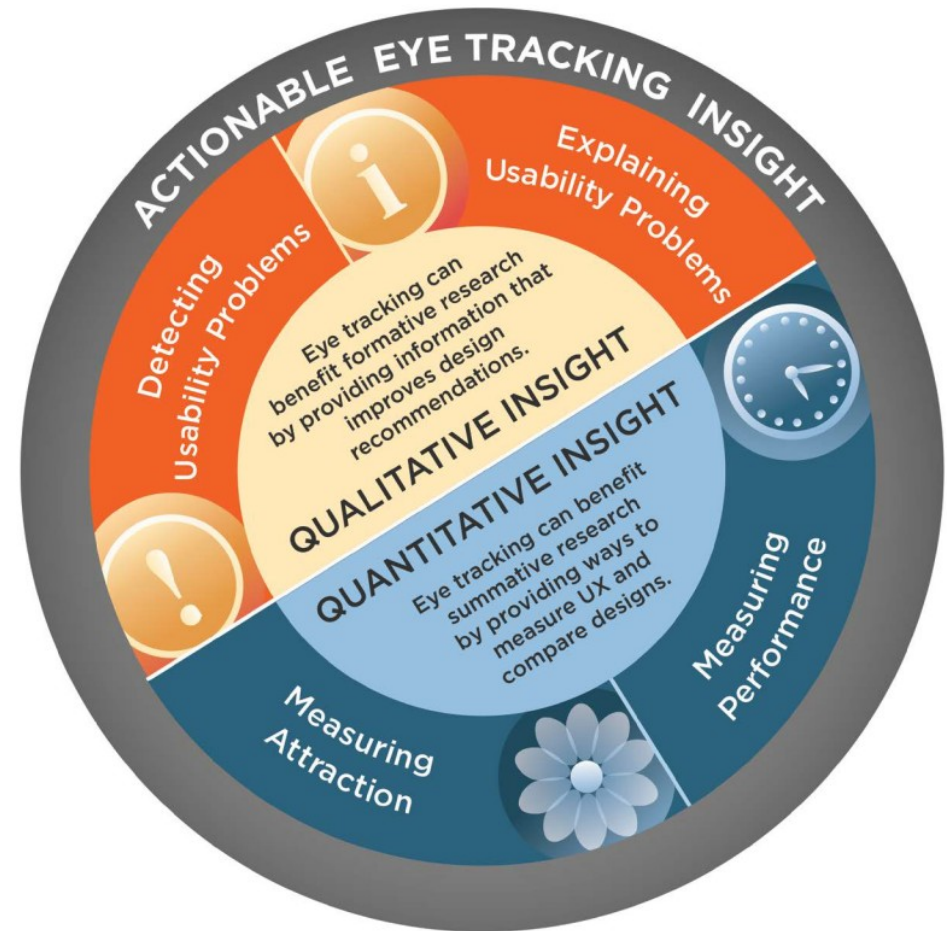 ACTIONABLE EYE TRACKING INSIGHT
Detecting
Usability Problems
i
Explaining
Usability Problems
!
Eye tracking can
benefit formative research
by providing information that
improves design
recommendations.
QUALITATIVE INSIGHT
QUANTITATIVE INSIGHT
Eye tracking can benefit
summative research
by providing ways to
measure UX and
compare designs.
Measuring
Attraction
Measuring
Performance